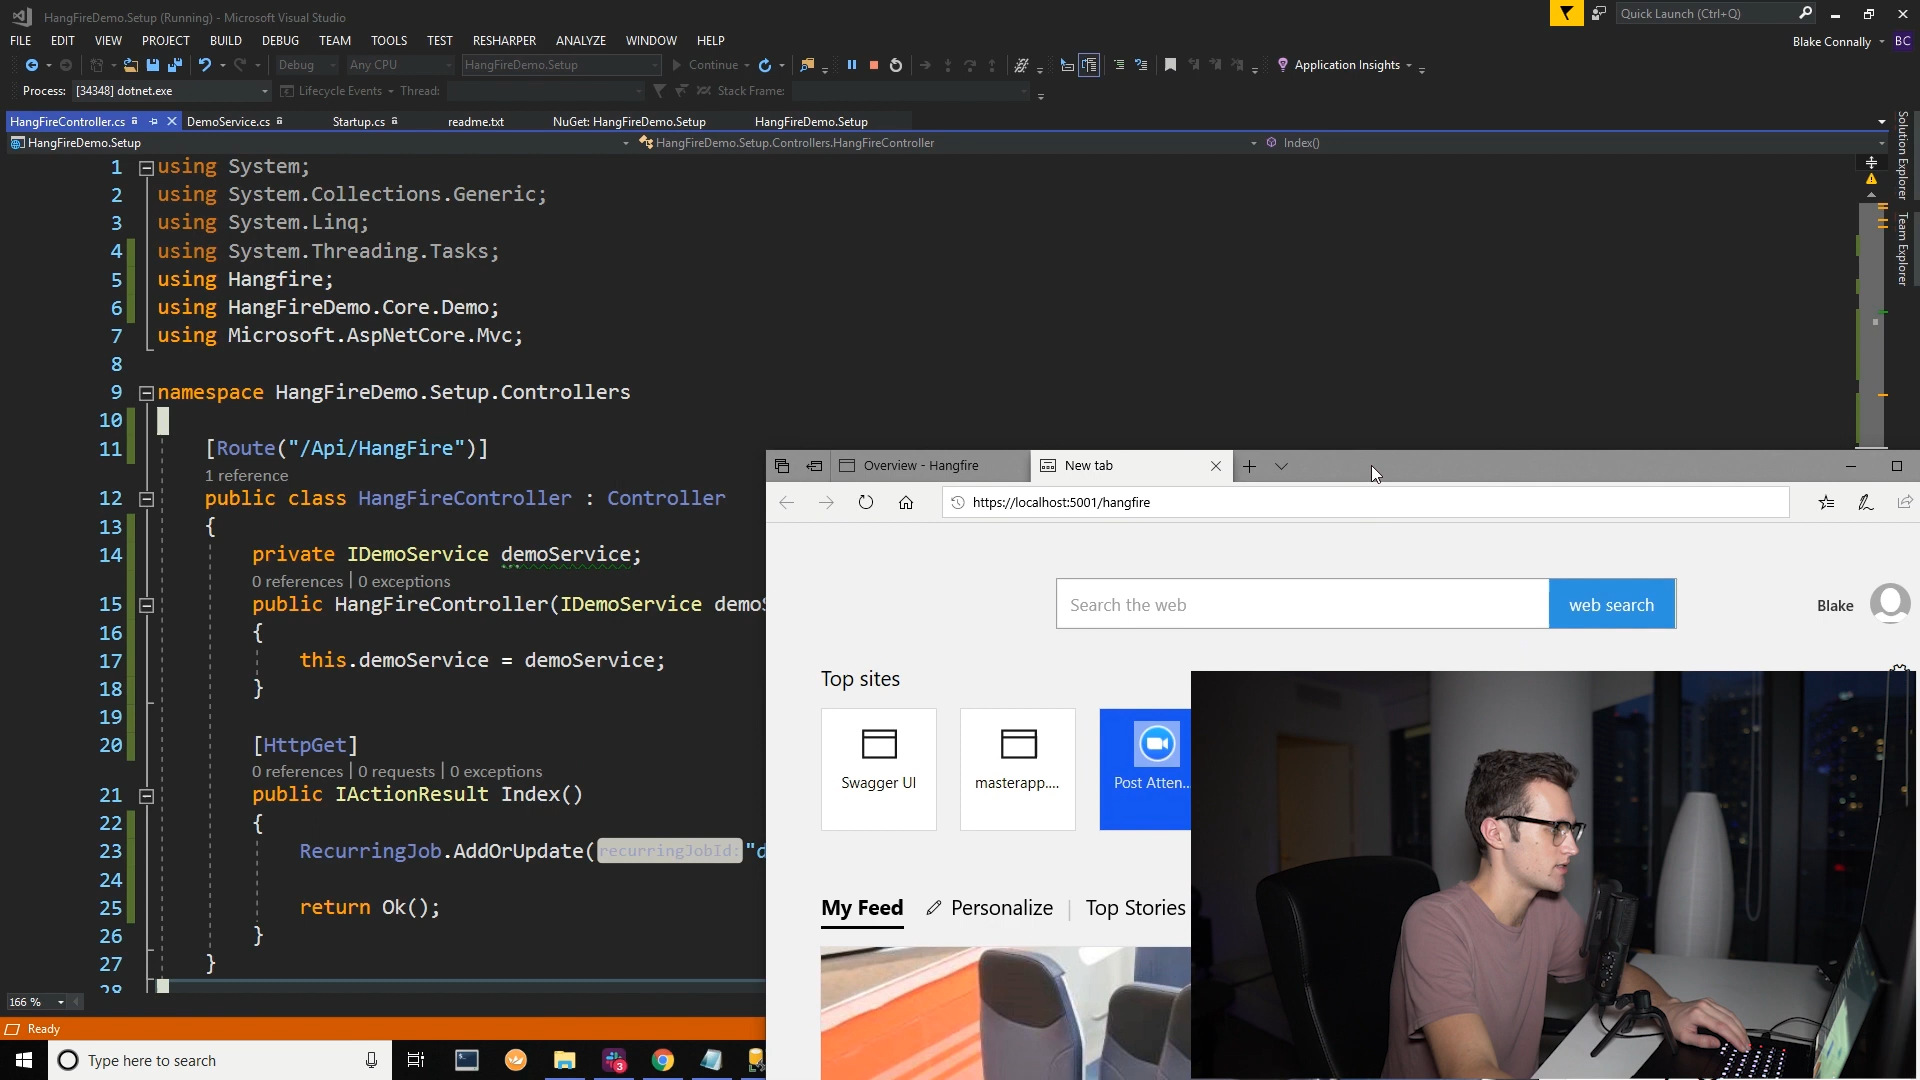 HangFireDemo.Setup (Running) - Microsoft Visual Studio
Quick Launch (Ctrl+Q)
FILE EDIT VIEW PROJECT BUILD DEBUG TEAM TOOLS TEST RESHARPER ANALYZE WINDOW HELP
Blake Connally BC
Debug Any CPU HangFireDemo.Setup Continue Application Insights
Process: [34348] dotnet.exe Lifecycle Events Thread: Stack Frame:
HangFireController.cs DemoService.cs Startup.cs readme.txt NuGet: HangFireDemo.Setup HangFireDemo.Setup
HangFireDemo.Setup HangFireDemo.Setup.Controllers.HangFireController Index()
Solution Explorer
Team Explorer
1 using System;
2 using System.Collections.Generic;
3 using System.Linq;
4 using System.Threading.Tasks;
5 using Hangfire;
6 using HangFireDemo.Core.Demo;
7 using Microsoft.AspNetCore.Mvc;
8
9 namespace HangFireDemo.Setup.Controllers
10
11 [Route("/Api/HangFire")]
1 reference
12 public class HangFireController : Controller
13 {
14 private IDemoService demoService;
0 references | 0 exceptions
15 public HangFireController(IDemoService demoS
16 {
17 this.demoService = demoService;
18 }
19
20 [HttpGet]
0 references | 0 requests | 0 exceptions
21 public IActionResult Index()
22 {
23 RecurringJob.AddOrUpdate(recurringJobId: "d
24
25 return Ok();
26 }
27 }
28
166 %
Ready
Type here to search
3
Overview - Hangfire New tab
https://localhost:5001/hangfire
Search the web web search
Blake
Top sites
Swagger UI masterapp.... Post Atten...
My Feed Personalize | Top Stories